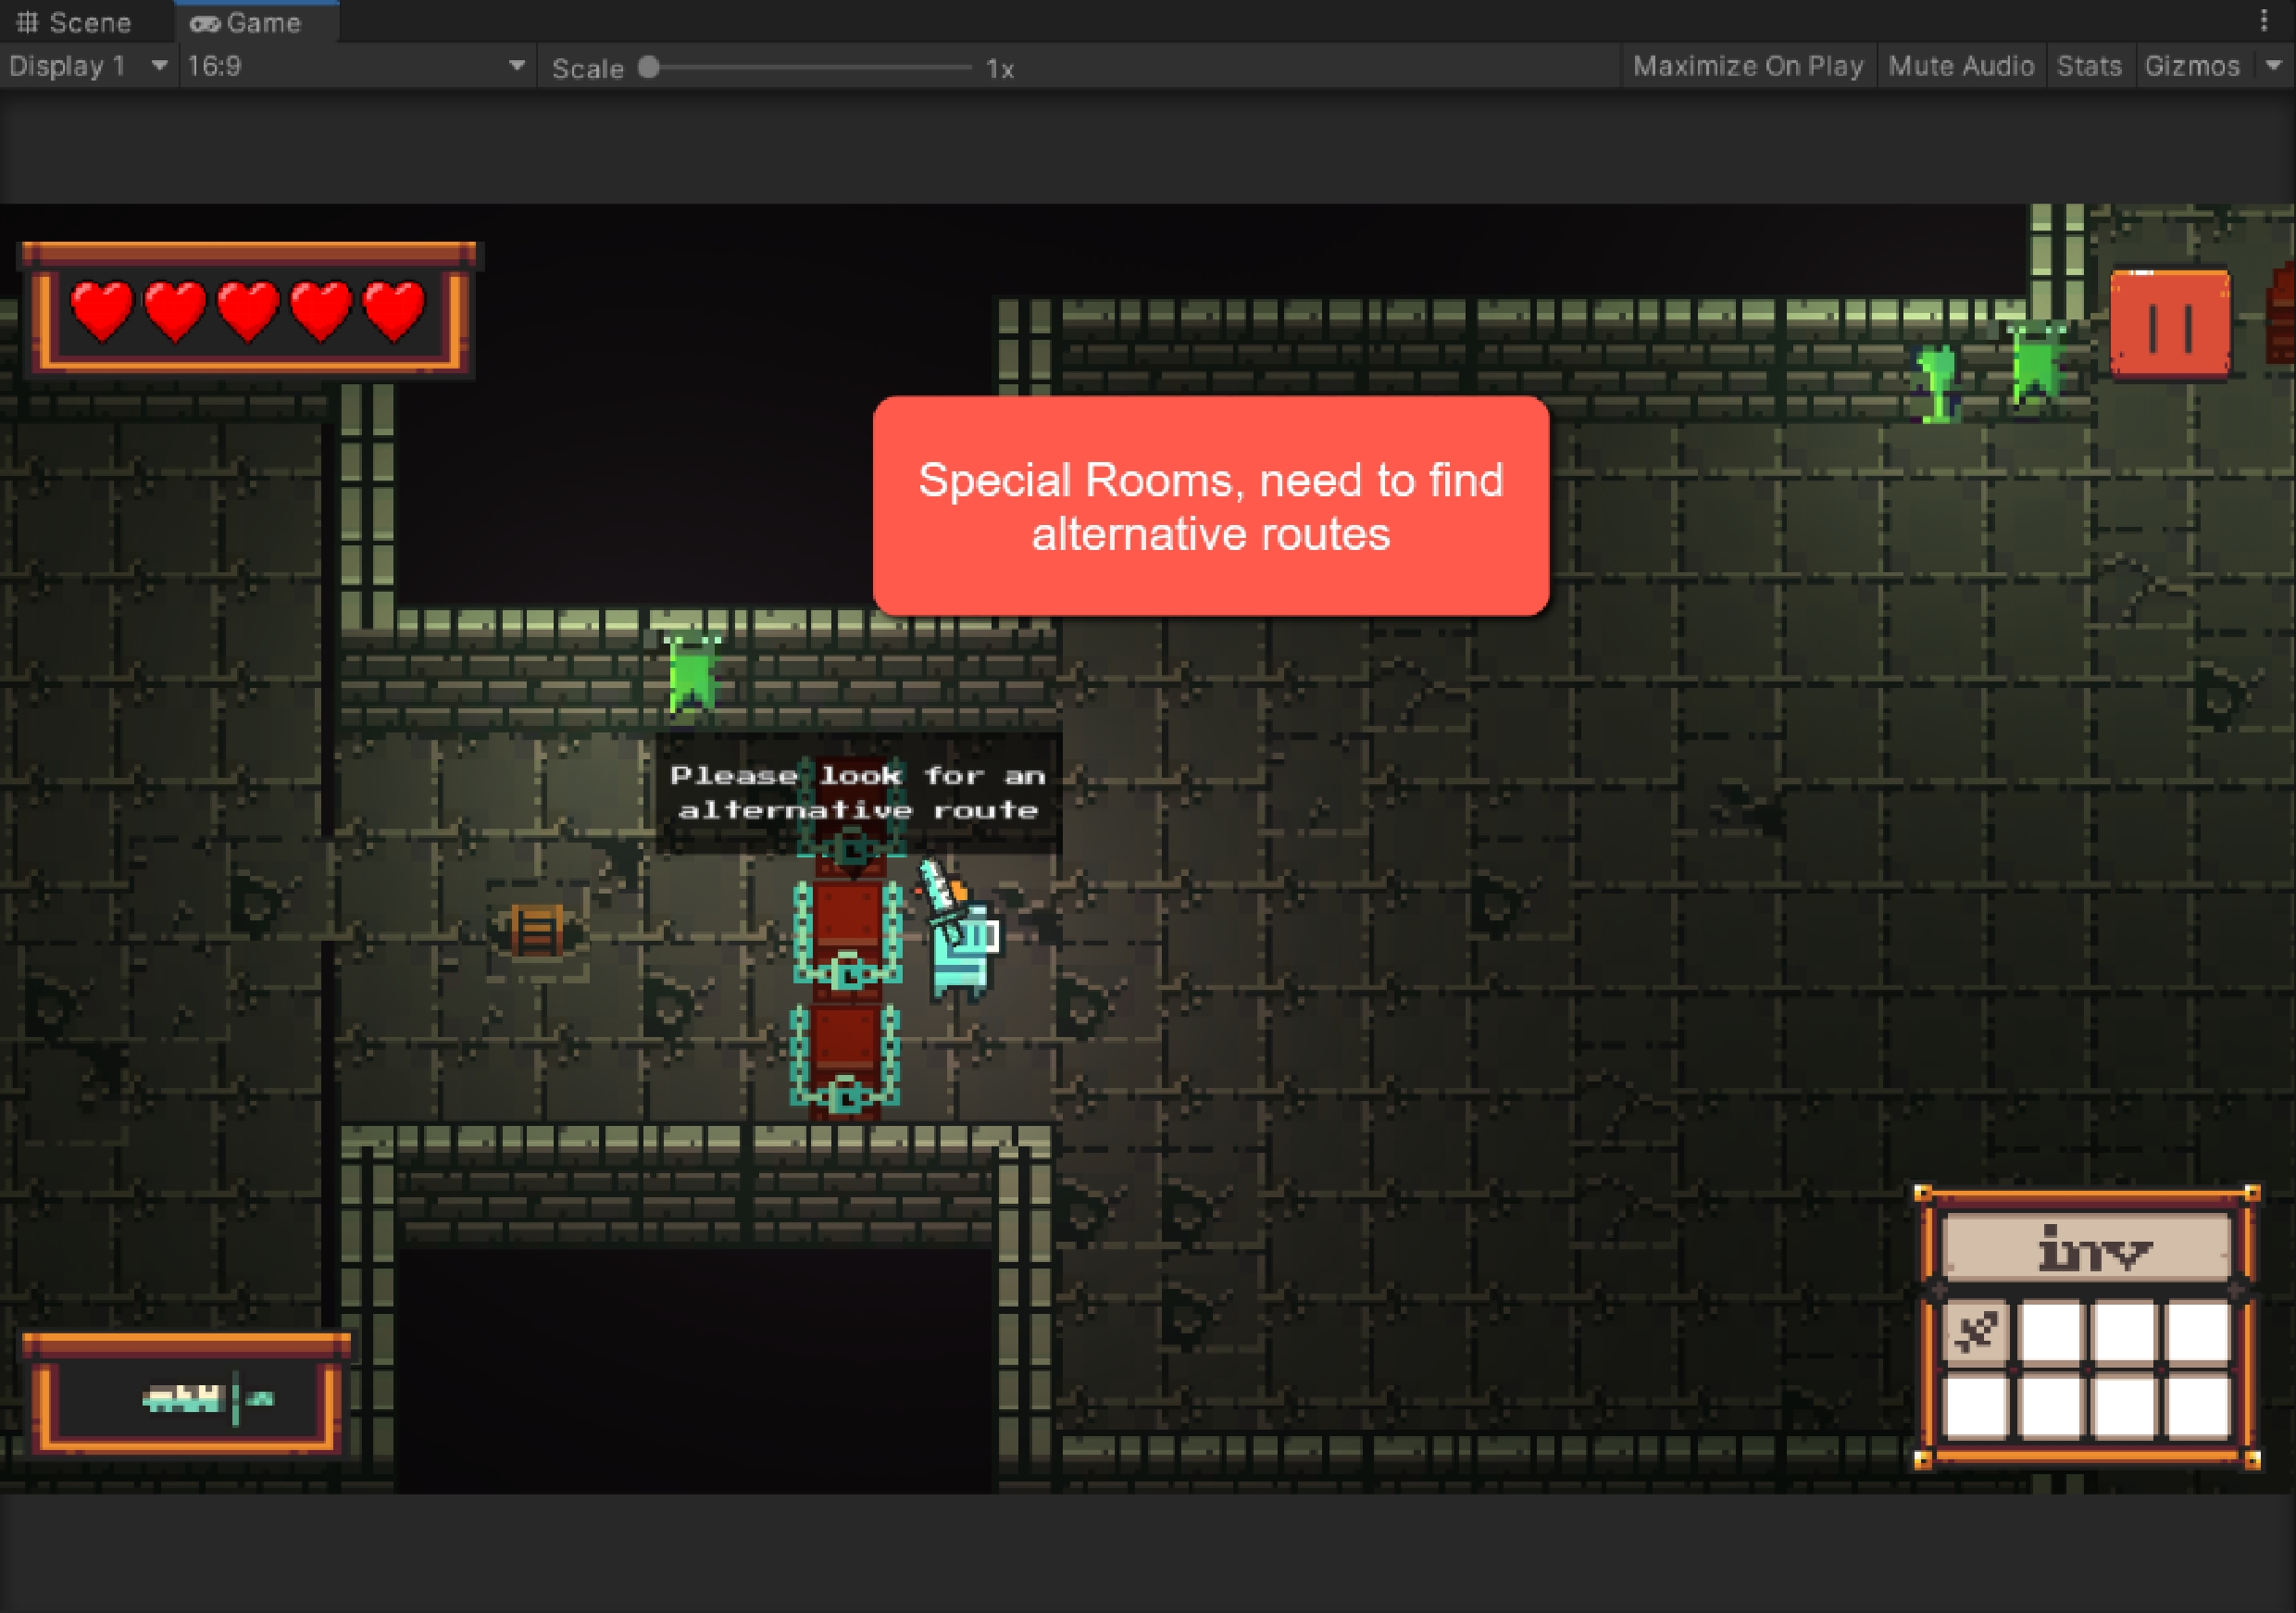 Scene
Game
Display 1
16:9
Scale
1x
Maximize On Play
Mute Audio
Stats
Gizmos
Special Rooms, need to find
alternative routes
Please look for an
alternative route
inv